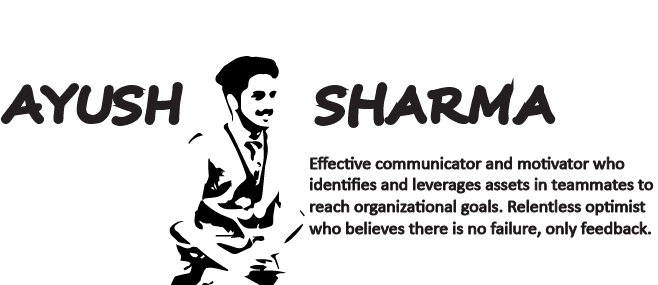 AYUSH SHARMA
Effective communicator and motivator who
identifies and leverages assets in teammates to
reach organizational goals. Relentless optimist
who believes there is no failure, only feedback.